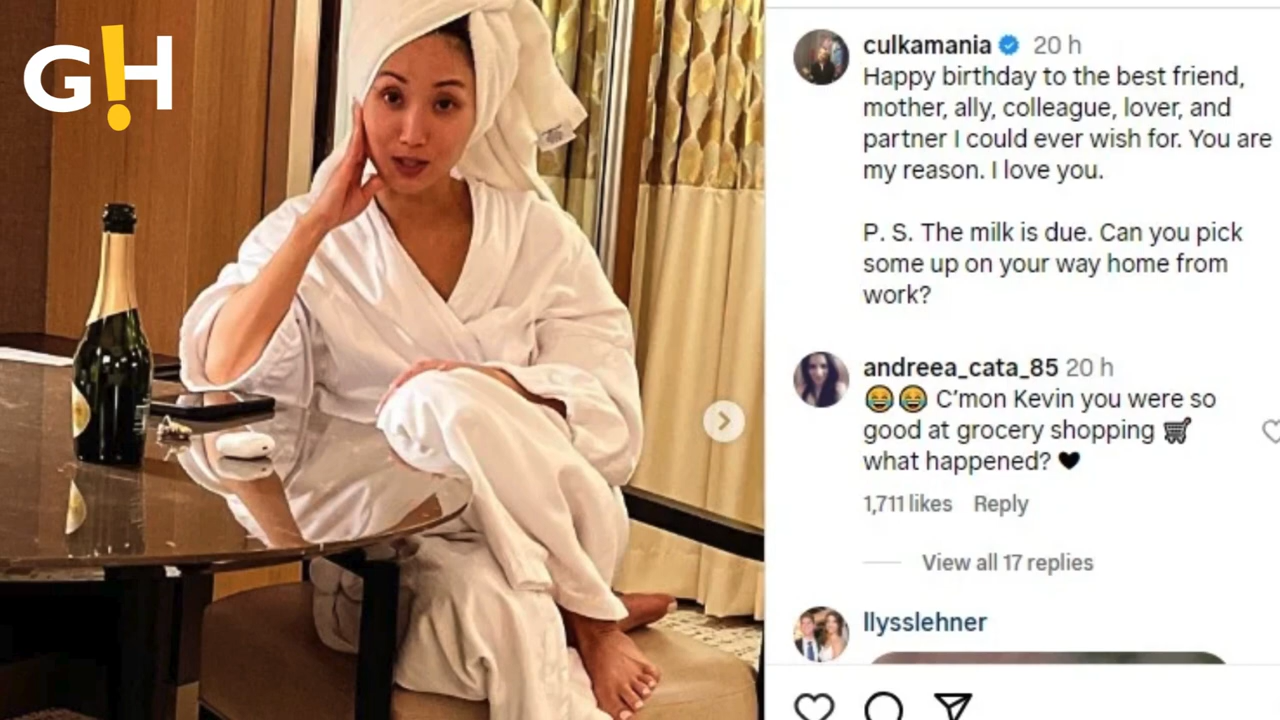 G!H
culkamania 20 h
Happy birthday to the best friend,
mother, ally, colleague, lover, and
partner I could ever wish for. You are
my reason. I love you.
P. S. The milk is due. Can you pick
some up on your way home from
work?
andreea_cata_85 20 h
😂😂 C'mon Kevin you were so
good at grocery shopping 🛒
what happened? 🖤
1,711 likes Reply
View all 17 replies
llysslehner